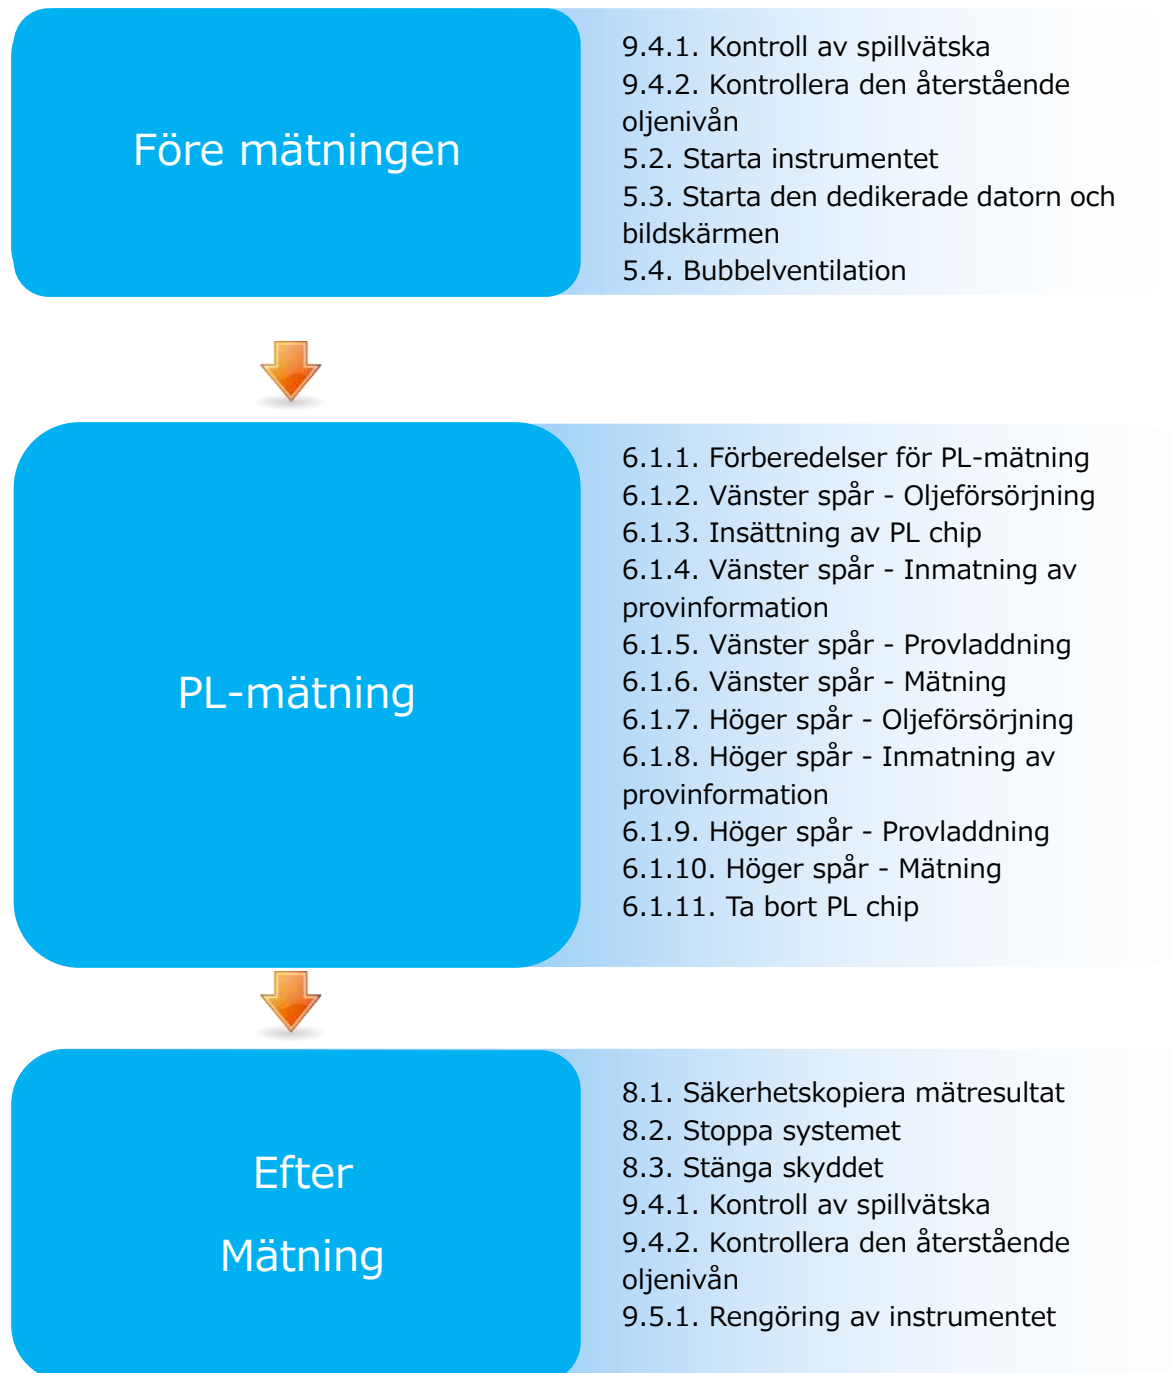 Före mätningen
9.4.1. Kontroll av spillvätska
9.4.2. Kontrollera den återstående
oljenivån
5.2. Starta instrumentet
5.3. Starta den dedikerade datorn och
bildskärmen
5.4. Bubbelventilation
PL-mätning
6.1.1. Förberedelser för PL-mätning
6.1.2. Vänster spår - Oljeförsörjning
6.1.3. Insättning av PL chip
6.1.4. Vänster spår - Inmatning av
provinformation
6.1.5. Vänster spår - Provladdning
6.1.6. Vänster spår - Mätning
6.1.7. Höger spår - Oljeförsörjning
6.1.8. Höger spår - Inmatning av
provinformation
6.1.9. Höger spår - Provladdning
6.1.10. Höger spår - Mätning
6.1.11. Ta bort PL chip
Efter
Mätning
8.1. Säkerhetskopiera mätresultat
8.2. Stoppa systemet
8.3. Stänga skyddet
9.4.1. Kontroll av spillvätska
9.4.2. Kontrollera den återstående
oljenivån
9.5.1. Rengöring av instrumentet